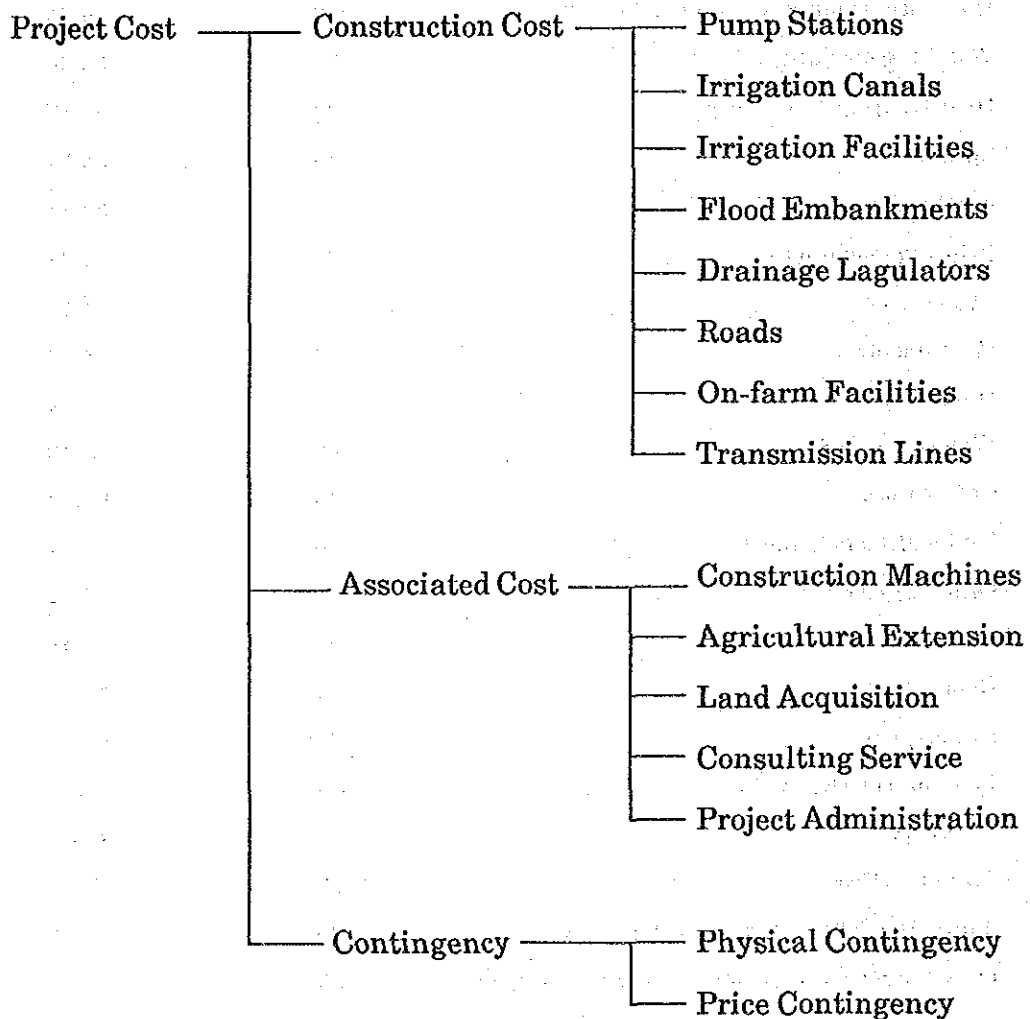 Project Cost Construction Cost Pump Stations
Irrigation Canals
Irrigation Facilities
Flood Embankments
Drainage Lagulators
Roads
On-farm Facilities
Transmission Lines
Associated Cost Construction Machines
Agricultural Extension
Land Acquisition
Consulting Service
Project Administration
Contingency Physical Contingency
Price Contingency